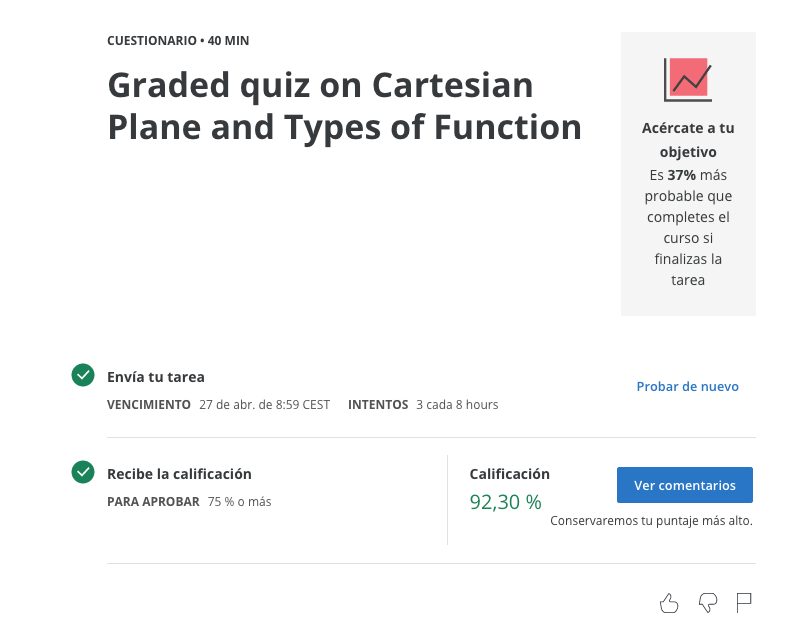 CUESTIONARIO • 40 MIN
Graded quiz on Cartesian
Plane and Types of Function
Acércate a tu
objetivo
Es 37% más
probable que
completes el
curso si
finalizas la
tarea
Envía tu tarea
VENCIMIENTO 27 de abr. de 8:59 CEST INTENTOS 3 cada 8 hours
Probar de nuevo
Recibe la calificación
PARA APROBAR 75 % o más
Calificación
92,30 %
Ver comentarios
Conservaremos tu puntaje más alto.